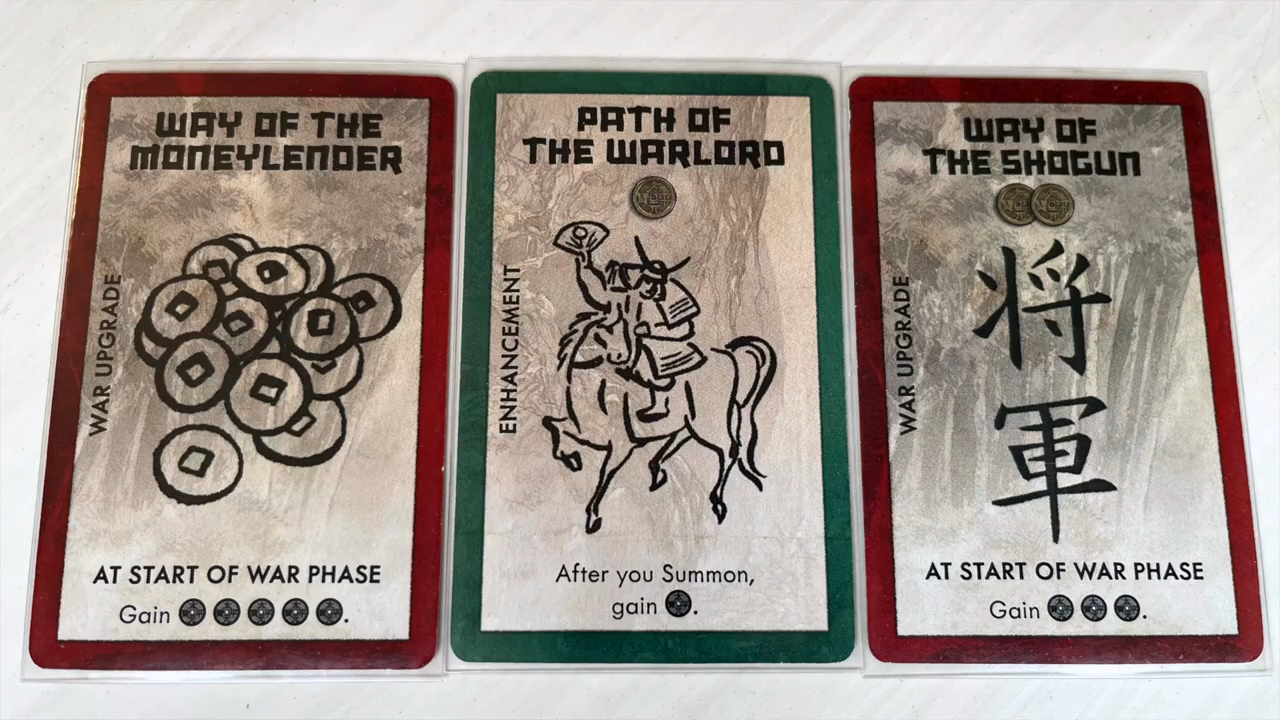 WAY OF THE
MONEYLENDER
WAR UPGRADE
AT START OF WAR PHASE
Gain .
PATH OF
THE WARLORD
ENHANCEMENT
After you Summon,
gain .
WAY OF
THE SHOGUN
WAR UPGRADE
将
軍
AT START OF WAR PHASE
Gain .